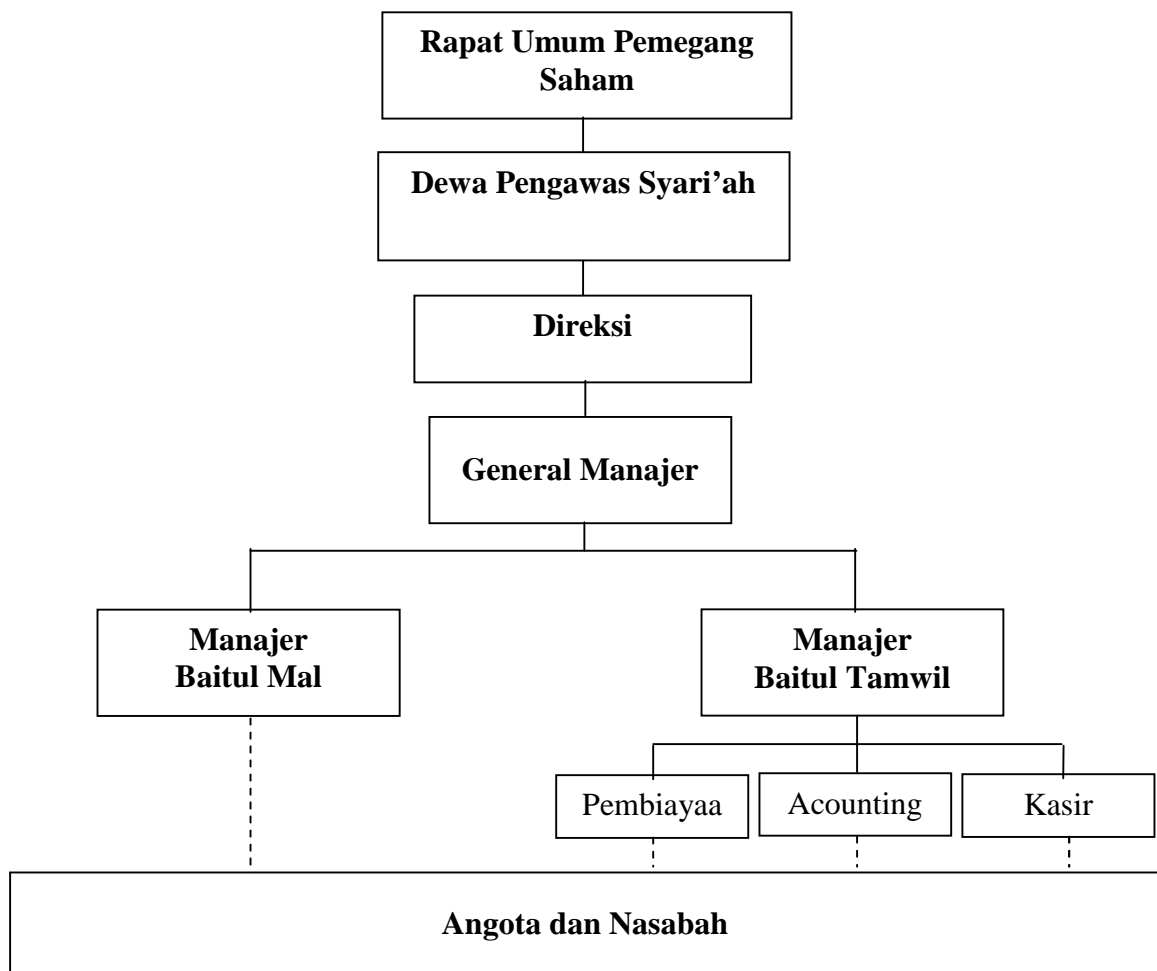 Rapat Umum Pemegang
Saham
Dewa Pengawas Syari’ah
Direksi
General Manajer
Manajer
Baitul Mal
Manajer
Baitul Tamwil
Pembiayaa
Acounting
Kasir
Angota dan Nasabah